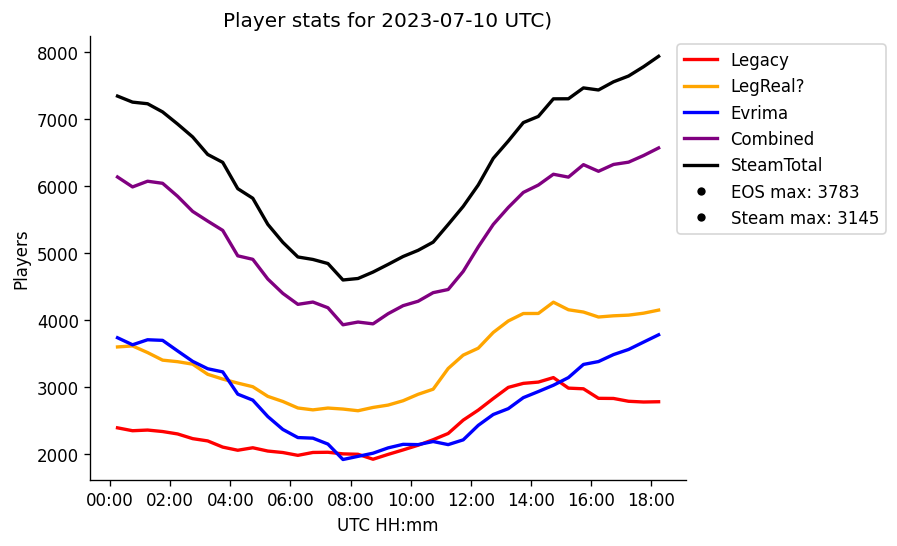 Player stats for 2023-07-10 UTC)
8000
7000
6000
5000
4000
3000
2000
Players
00:00 02:00 04:00 06:00 08:00 10:00 12:00 14:00 16:00 18:00
UTC HH:mm
Legacy
LegReal?
Evrima
Combined
SteamTotal
EOS max: 3783
Steam max: 3145